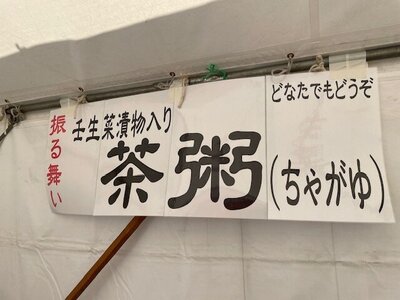 振る舞い
壬生菜漬物入り
茶粥
どなたでもどうぞ
(ちゃがゆ)